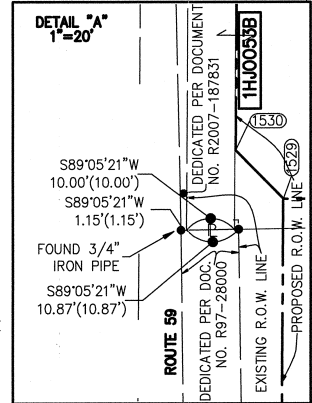 DETAIL "A"
1"=20'
DEDICATED PER DOCUMENT
NO. R2007-187831
1HJ0053B
1530
1529
S89°05'21"W
10.00'(10.00')
S89°05'21"W
1.15'(1.15')
FOUND 3/4"
IRON PIPE
S89°05'21"W
10.87'(10.87')
ROUTE 59
DEDICATED PER DOC.
NO. R97-28000
EXISTING R.O.W. LINE
PROPOSED R.O.W. LINE